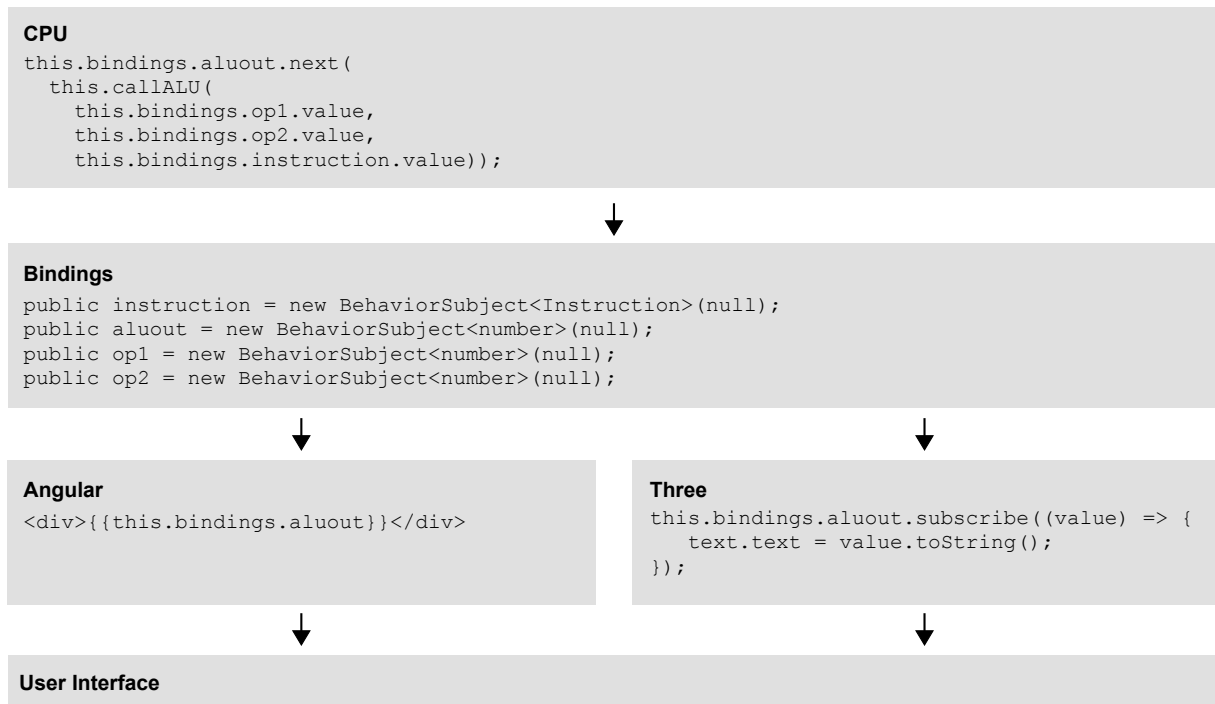 CPU
this.bindings.aluout.next(
  this.callALU(
    this.bindings.op1.value,
    this.bindings.op2.value,
    this.bindings.instruction.value));
Bindings
public instruction = new BehaviorSubject<Instruction>(null);
public aluout = new BehaviorSubject<number>(null);
public op1 = new BehaviorSubject<number>(null);
public op2 = new BehaviorSubject<number>(null);
Angular
<div>{{this.bindings.aluout}}</div>
Three
this.bindings.aluout.subscribe((value) => {
   text.text = value.toString();
});
User Interface